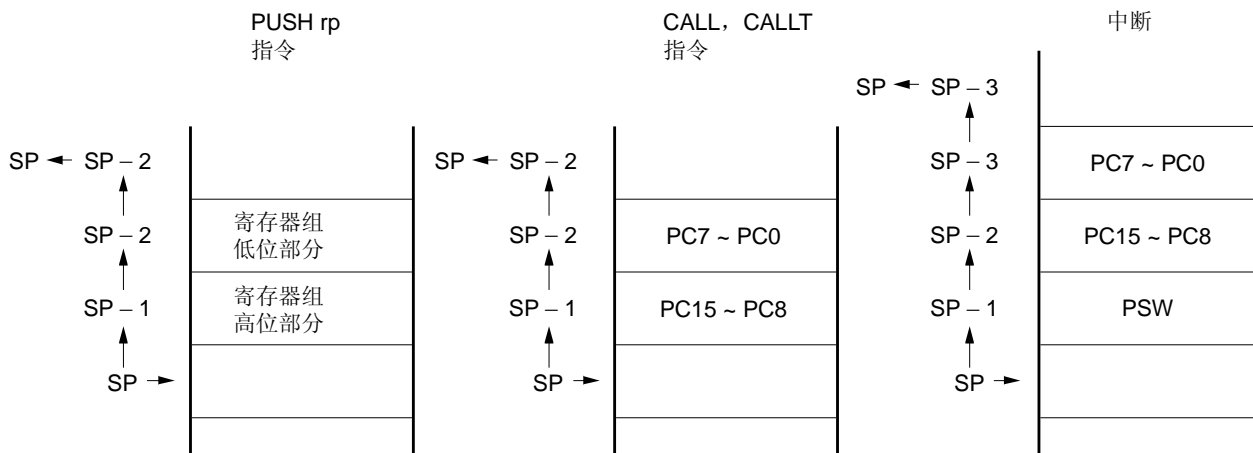 PUSH rp
指令
SP
SP – 2
SP – 2
寄存器组
低位部分
SP – 1
寄存器组
高位部分
SP
CALL，CALLT
指令
SP
SP – 2
SP – 2
PC7 ~ PC0
SP – 1
PC15 ~ PC8
SP
中断
SP
SP – 3
SP – 3
PC7 ~ PC0
SP – 2
PC15 ~ PC8
SP – 1
PSW
SP